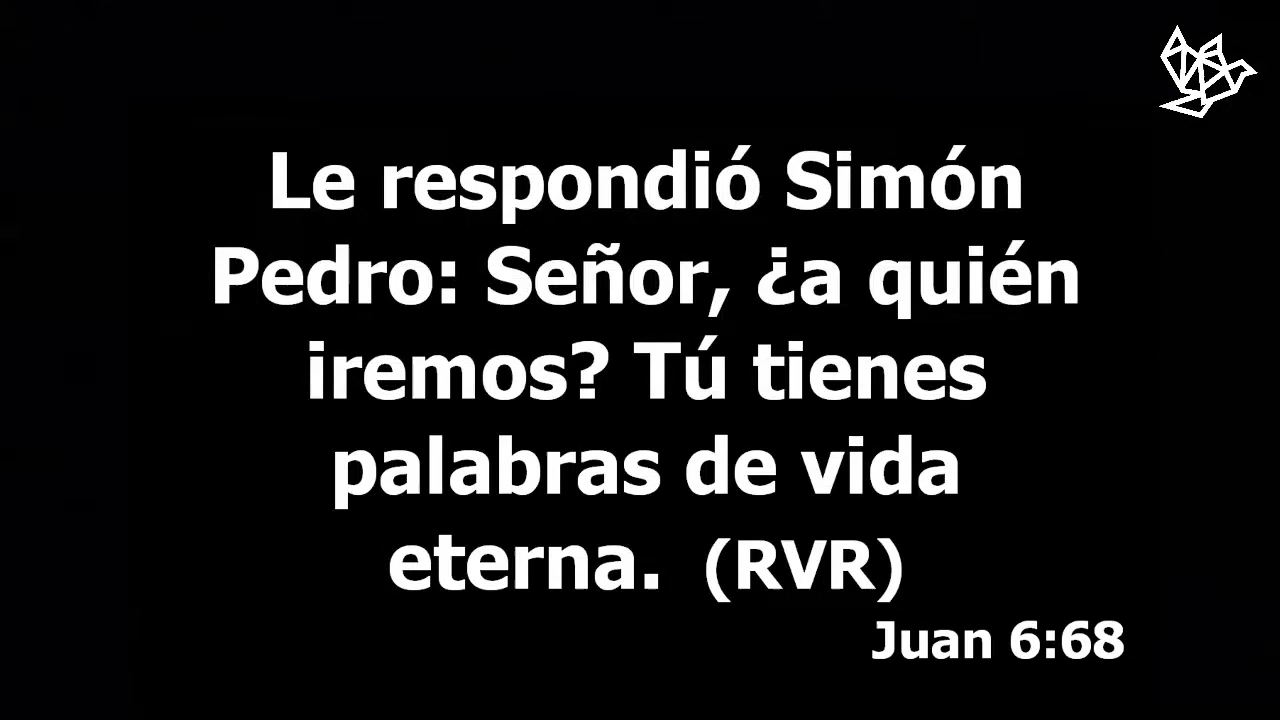 Le respondió Simón
Pedro: Señor, ¿a quién
iremos? Tú tienes
palabras de vida
eterna. (RVR)
Juan 6:68